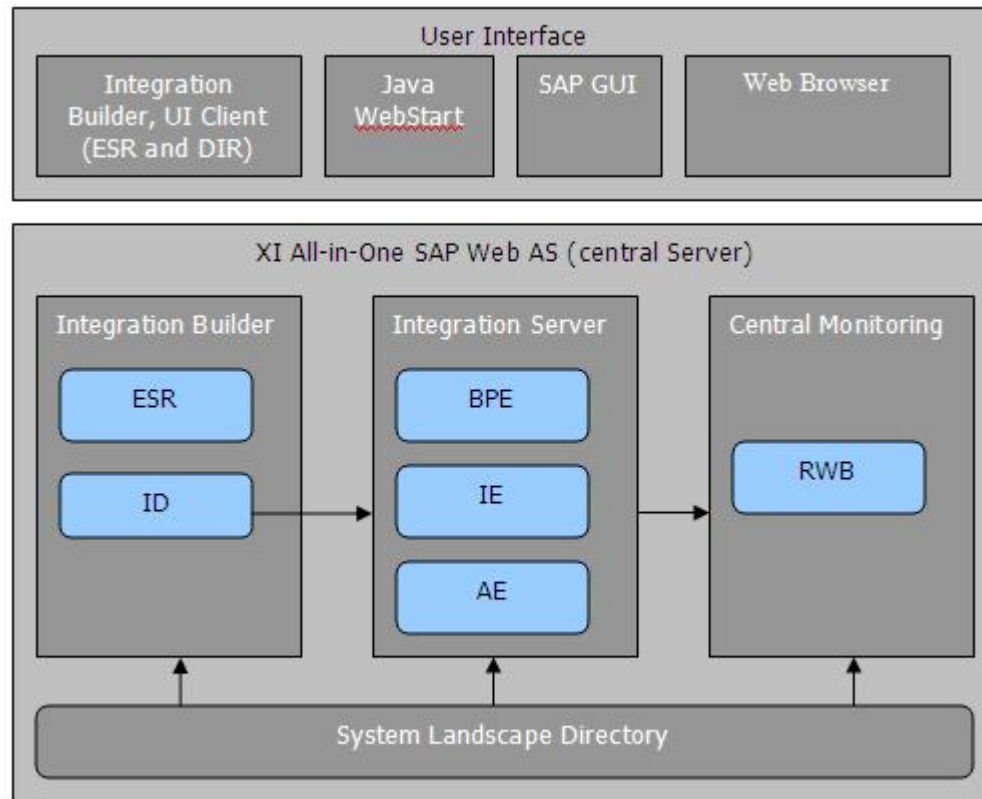 User Interface
Integration
Builder, UI Client
(ESR and DIR)
Java
WebStart
SAP GUI
Web Browser
XI All-in-One SAP Web AS (central Server)
Integration Builder
ESR
ID
Integration Server
BPE
IE
AE
Central Monitoring
RWB
System Landscape Directory